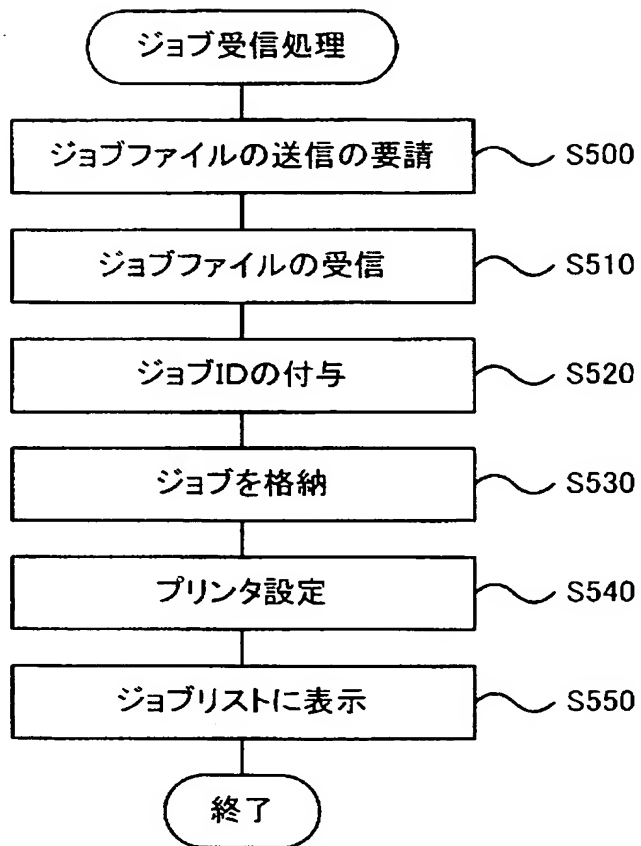 ジョブ受信処理
ジョブファイルの送信の要請
S500
ジョブファイルの受信
S510
ジョブIDの付与
S520
ジョブを格納
S530
プリンタ設定
S540
ジョブリストに表示
S550
終了